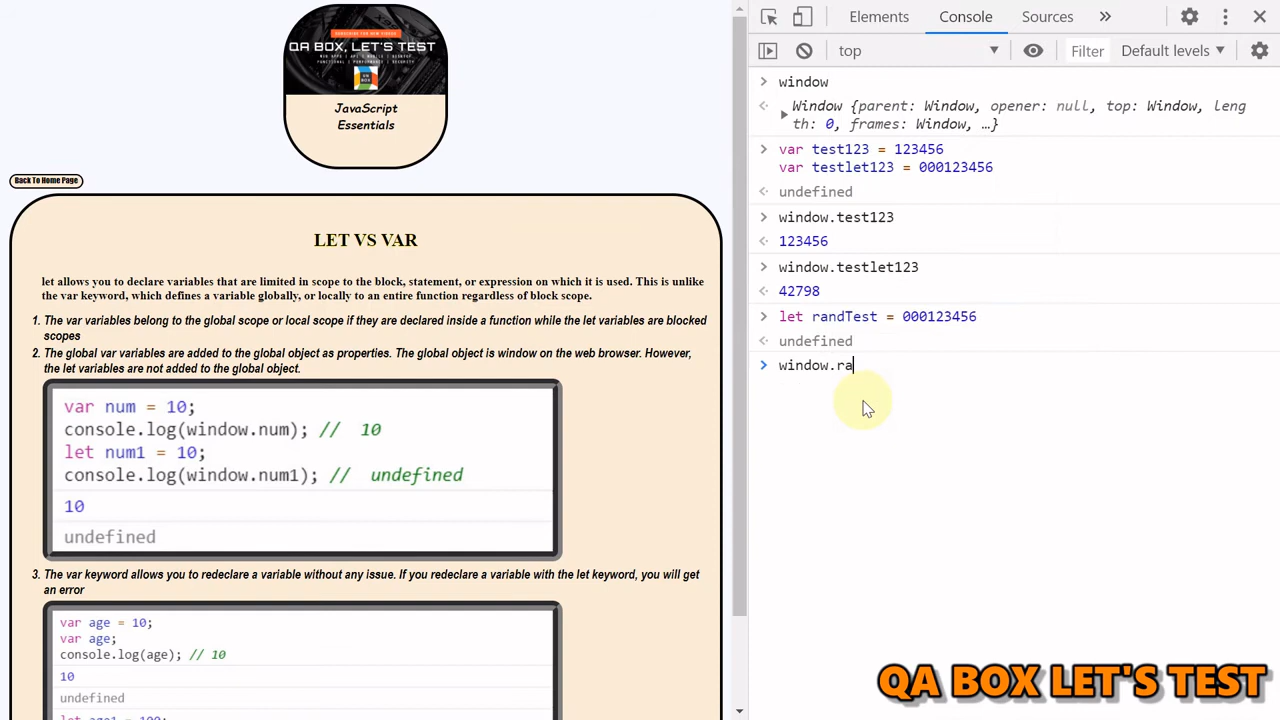 SUBSCRIBE FOR NEW VIDEOS
QA BOX, LET'S TEST
JavaScript
Essentials
Back To Home Page
LET VS VAR
let allows you to declare variables that are limited in scope to the block, statement, or expression on which it is used. This is unlike
the var keyword, which defines a variable globally, or locally to an entire function regardless of block scope.
1. The var variables belong to the global scope or local scope if they are declared inside a function while the let variables are blocked
scopes
2. The global var variables are added to the global object as properties. The global object is window on the web browser. However,
the let variables are not added to the global object.
var num = 10;
console.log(window.num); // 10
let num1 = 10;
console.log(window.num1); // undefined
10
undefined
3. The var keyword allows you to redeclare a variable without any issue. If you redeclare a variable with the let keyword, you will get
an error
var age = 10;
var age;
console.log(age); // 10
10
undefined
let age1 = 100;
Elements Console Sources »
top Filter Default levels
> window
Window {parent: Window, opener: null, top: Window, leng
th: 0, frames: Window, …}
> var test123 = 123456
var testlet123 = 000123456
undefined
> window.test123
123456
> window.testlet123
42798
> let randTest = 000123456
undefined
> window.ra
QA BOX LET'S TEST